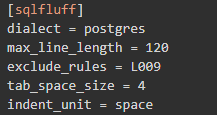 [sqlfluff]
dialect = postgres
max_line_length = 120
exclude_rules = L009
tab_space_size = 4
indent_unit = space